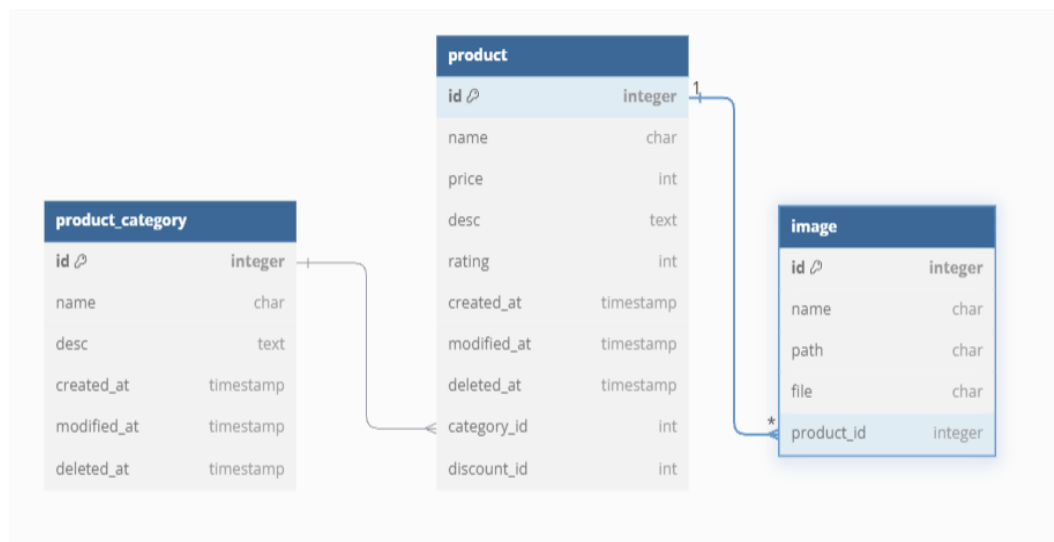 product_category
id integer
name char
desc text
created_at timestamp
modified_at timestamp
deleted_at timestamp
product
id integer
name char
price int
desc text
rating int
created_at timestamp
modified_at timestamp
deleted_at timestamp
category_id int
discount_id int
1
*
image
id integer
name char
path char
file char
product_id integer